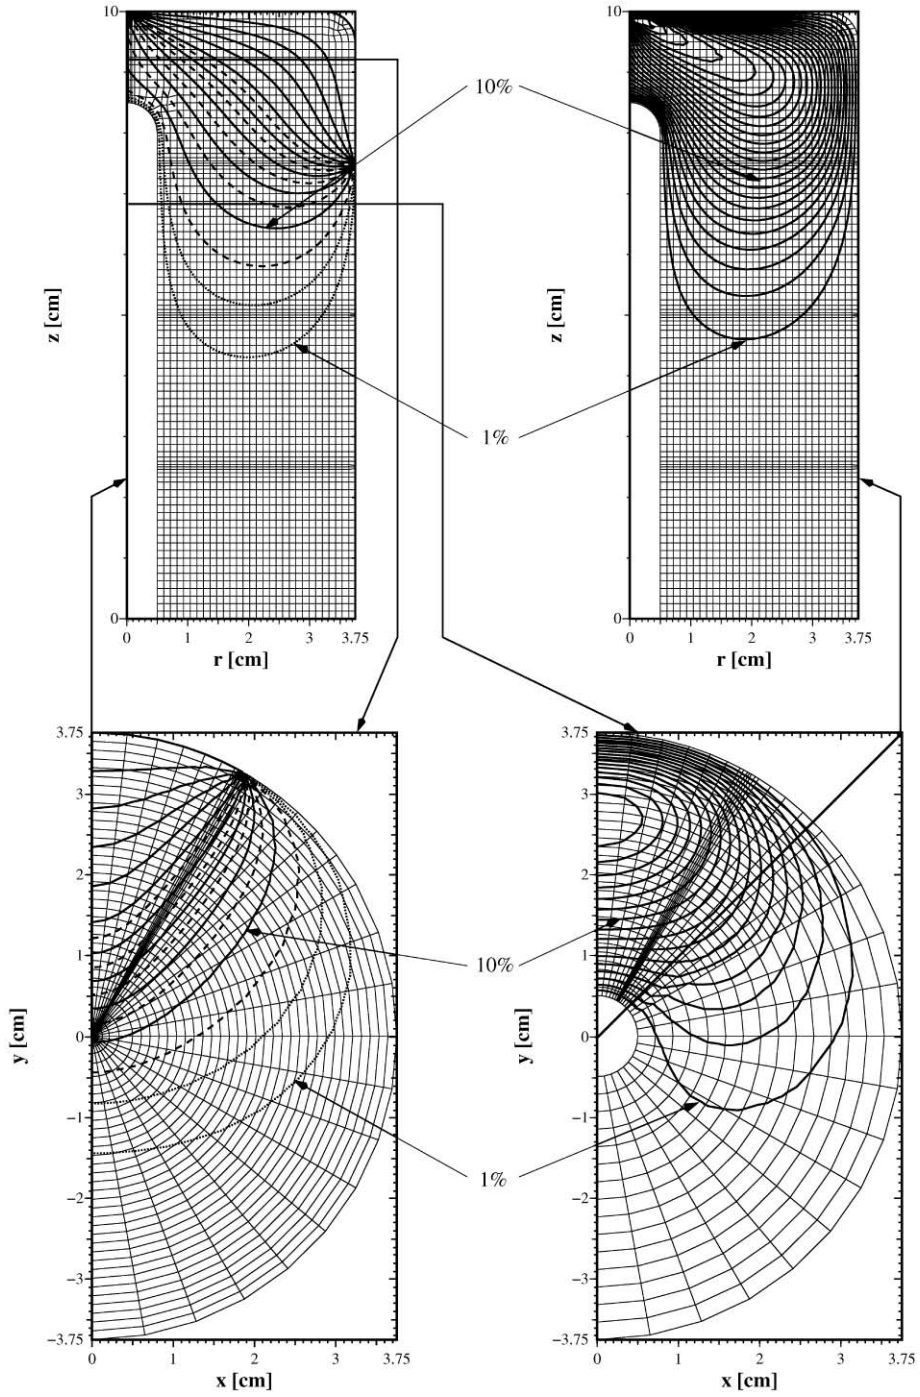 10 10
10%
z [cm] z [cm]
1%
0 0
0 1 2 3 3.75 0 1 2 3 3.75
r [cm] r [cm]
3.75 3.75
3 3
2 2
1 1
10%
y [cm] y [cm]
0 0
−1 −1
1%
−2 −2
−3 −3
−3.75 −3.75
0 1 2 3 3.75 0 1 2 3 3.75
x [cm] x [cm]